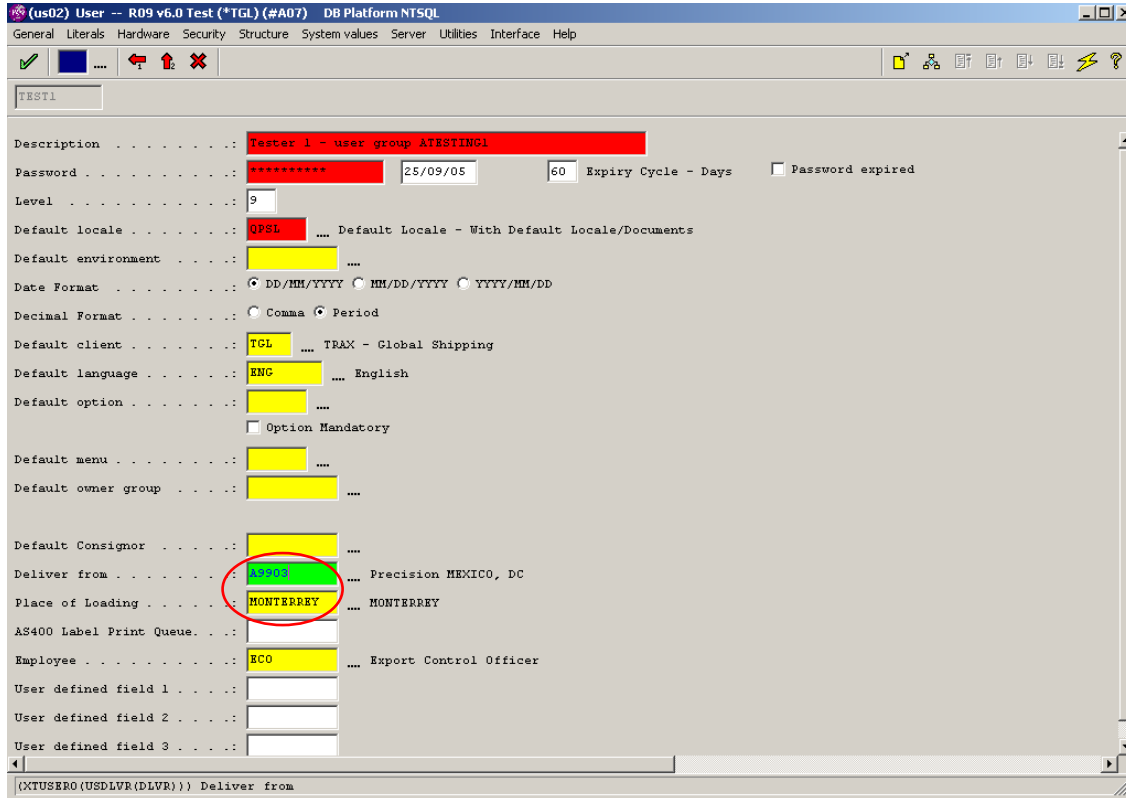 (us02) User -- R09 v6.0 Test (*TGL) (#A07) DB Platform NTSQL
General Literals Hardware Security Structure System values Server Utilities Interface Help
.... 1 2 ?
TEST1
Description . . . . . . . .: Tester 1 - user group ATESTING1
Password . . . . . . . . . .: ********** 25/09/05 60 Expiry Cycle - Days Password expired
Level . . . . . . . . . . .: 9
Default locale . . . . . . .: QPSL .... Default Locale - With Default Locale/Documents
Default environment . . . .: ....
Date Format . . . . . . . .: DD/MM/YYYY MM/DD/YYYY YYYY/MM/DD
Decimal Format . . . . . . .: Comma Period
Default client . . . . . . .: TGL .... TRAX - Global Shipping
Default language . . . . . .: ENG .... English
Default option . . . . . . .: ....
Option Mandatory
Default menu . . . . . . . .: ....
Default owner group . . . .: ....
Default Consignor . . . . .: ....
Deliver from . . . . . . . .: A9903 .... Precision MEXICO, DC
Place of Loading . . . . . .: MONTERREY .... MONTERREY
AS400 Label Print Queue. . .:
Employee . . . . . . . . . .: ECO .... Export Control Officer
User defined field 1 . . . .:
User defined field 2 . . . .:
User defined field 3 . . . .:
(XTUSERO(USDLVR(DLVR))) Deliver from